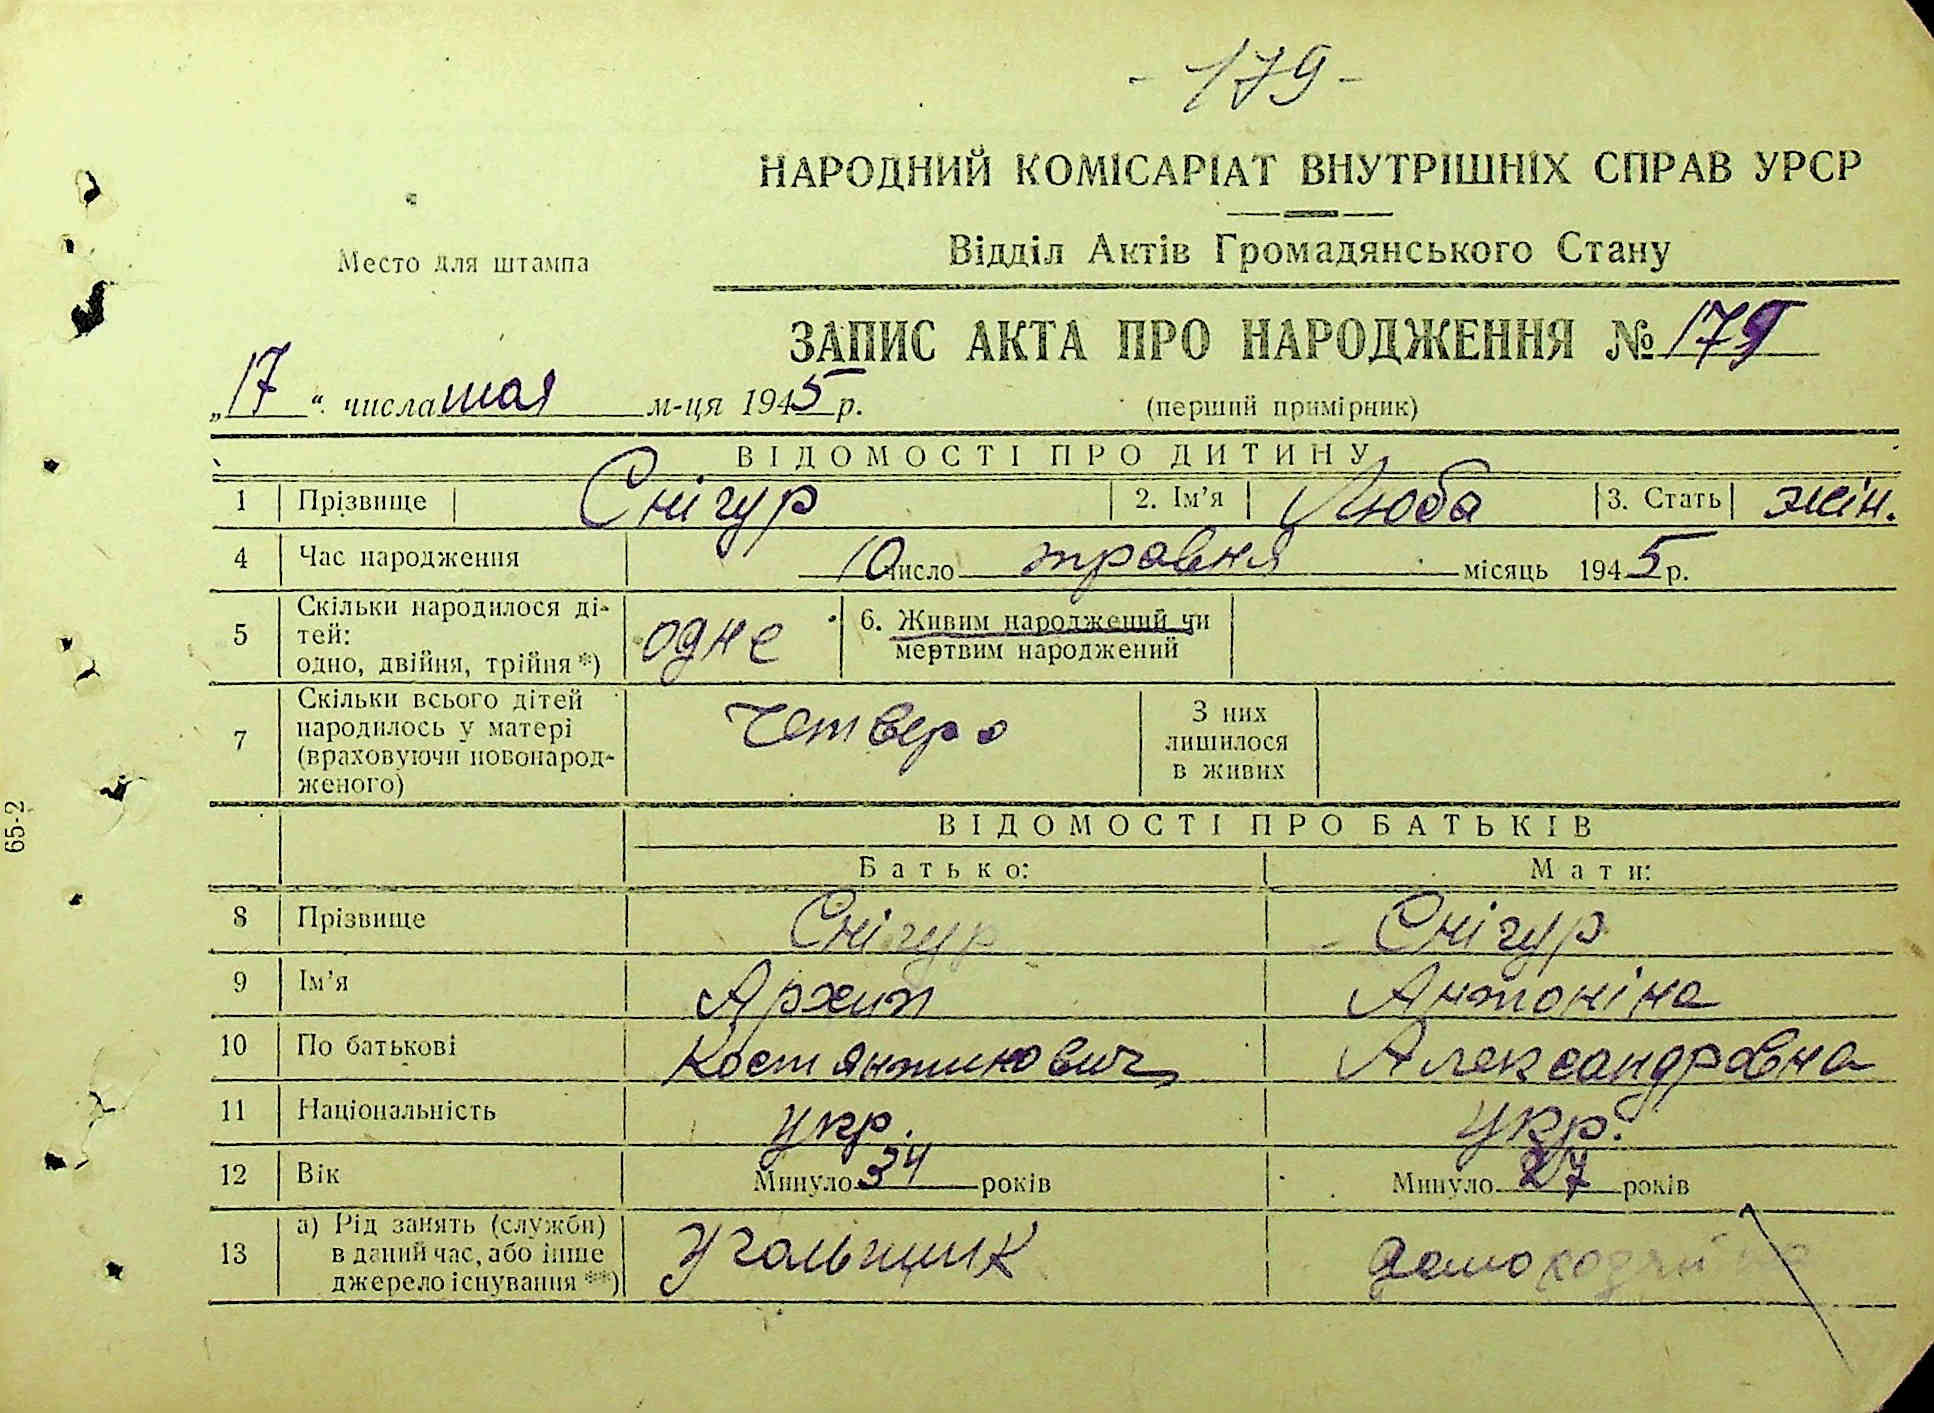 - 179 -
НАРОДНИЙ КОМІСАРІАТ ВНУТРІШНІХ СПРАВ УРСР
Відділ Актів Громадянського Стану
Место для штампа
ЗАПИС АКТА ПРО НАРОДЖЕННЯ № 179
„17“ числа мая м-ця 1945 р.
(перший примірник)
ВІДОМОСТІ ПРО ДИТИНУ
1 Прізвище Снігур 2. Ім'я Люба 3. Стать жін.
4 Час народження 10 число травня місяць 1945 р.
5 Скільки народилося ді-
тей:
одно, двійня, трійня *) одне 6. Живим народжений чи
мертвим народжений
7 Скільки всього дітей
народилось у матері
(враховуючи новонарод-
женого) четверо З них
лишилося
в живих
65-2
ВІДОМОСТІ ПРО БАТЬКІВ
Батько: Мати:
8 Прізвище Снігур Снігур
9 Ім'я Архип Антоніна
10 По батькові Костянтинович Александровна
11 Національність укр. укр.
12 Вік Минуло 34 років Минуло 27 років
13 а) Рід занять (служби)
в даний час, або інше
джерело існування **) Угольщик домохозяйка